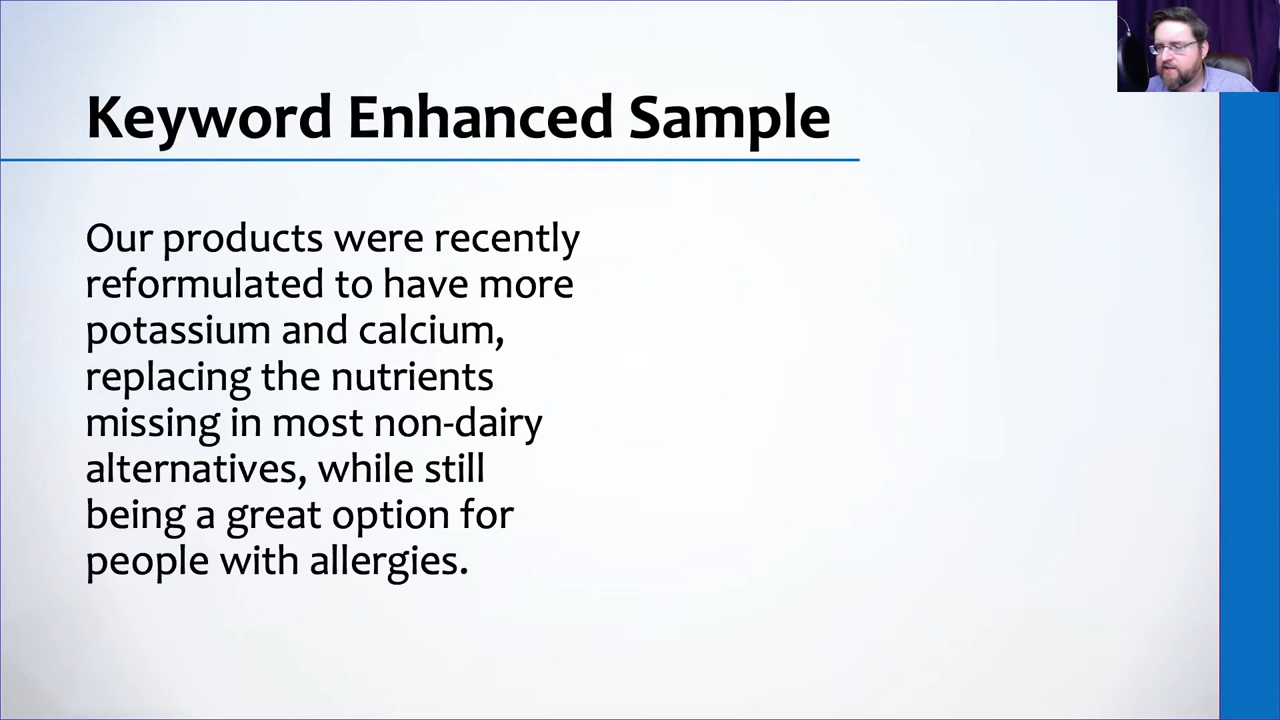 Keyword Enhanced Sample
Our products were recently
reformulated to have more
potassium and calcium,
replacing the nutrients
missing in most non-dairy
alternatives, while still
being a great option for
people with allergies.